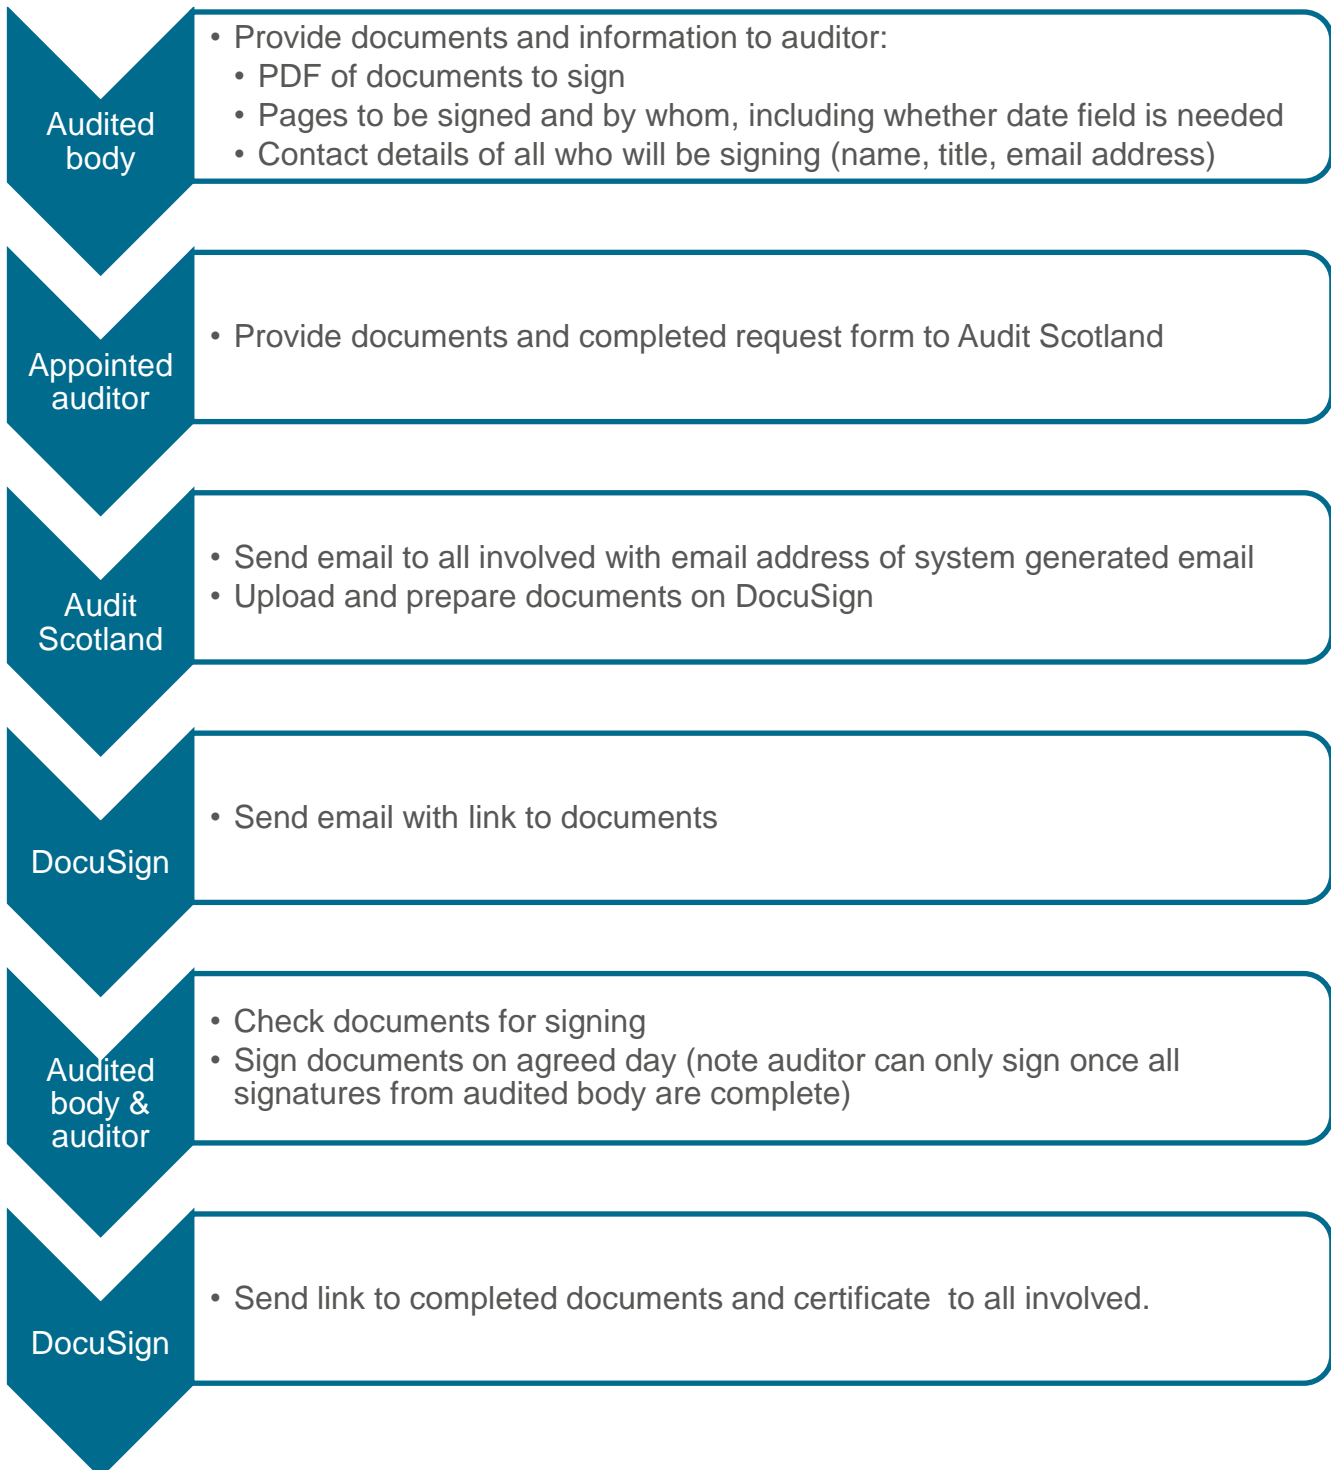 Audited
body
• Provide documents and information to auditor:
• PDF of documents to sign
• Pages to be signed and by whom, including whether date field is needed
• Contact details of all who will be signing (name, title, email address)
Appointed
auditor
• Provide documents and completed request form to Audit Scotland
Audit
Scotland
• Send email to all involved with email address of system generated email
• Upload and prepare documents on DocuSign
DocuSign
• Send email with link to documents
Audited
body &
auditor
• Check documents for signing
• Sign documents on agreed day (note auditor can only sign once all
signatures from audited body are complete)
DocuSign
• Send link to completed documents and certificate  to all involved.